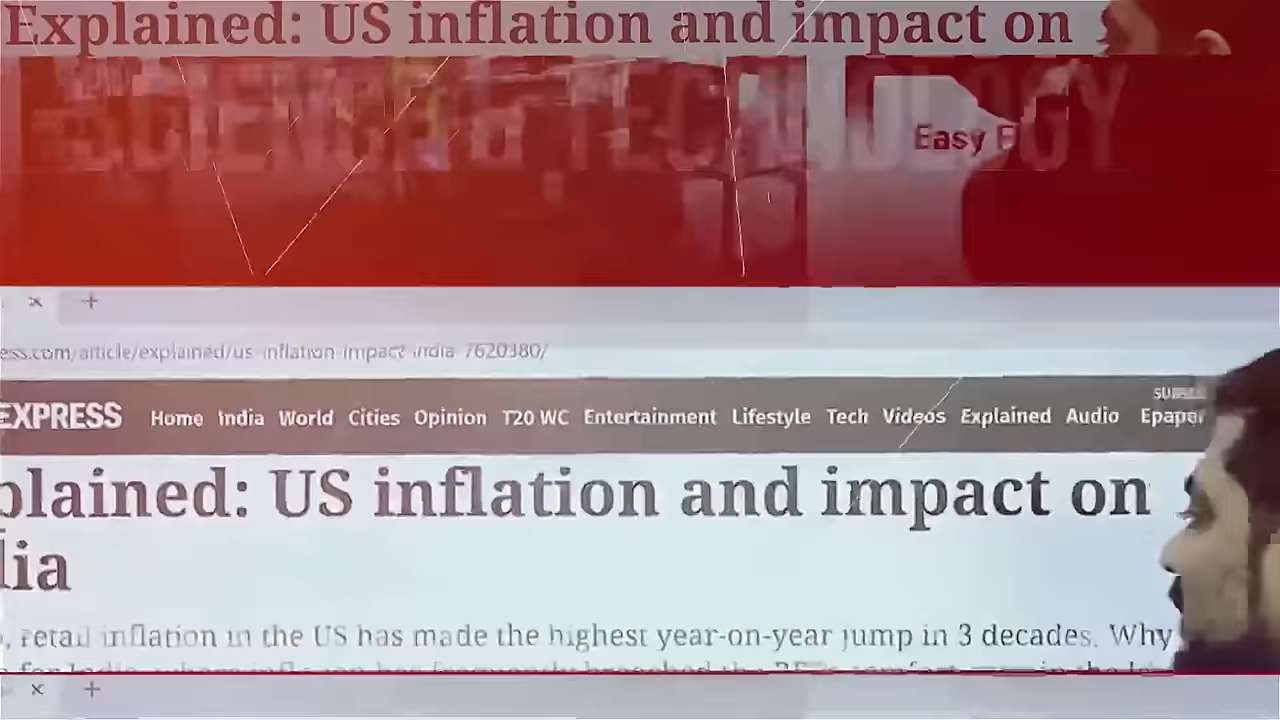 Explained: US inflation and impact on
SCIENCE & TECHNOLOGY
Easy E
ess.com/article/explained/us-inflation-impact-india-7620380/
EXPRESS Home India World Cities Opinion T20 WC Entertainment Lifestyle Tech Videos Explained Audio Epaper
plained: US inflation and impact on
dia
, retail inflation in the US has made the highest year-on-year jump in 3 decades. Why